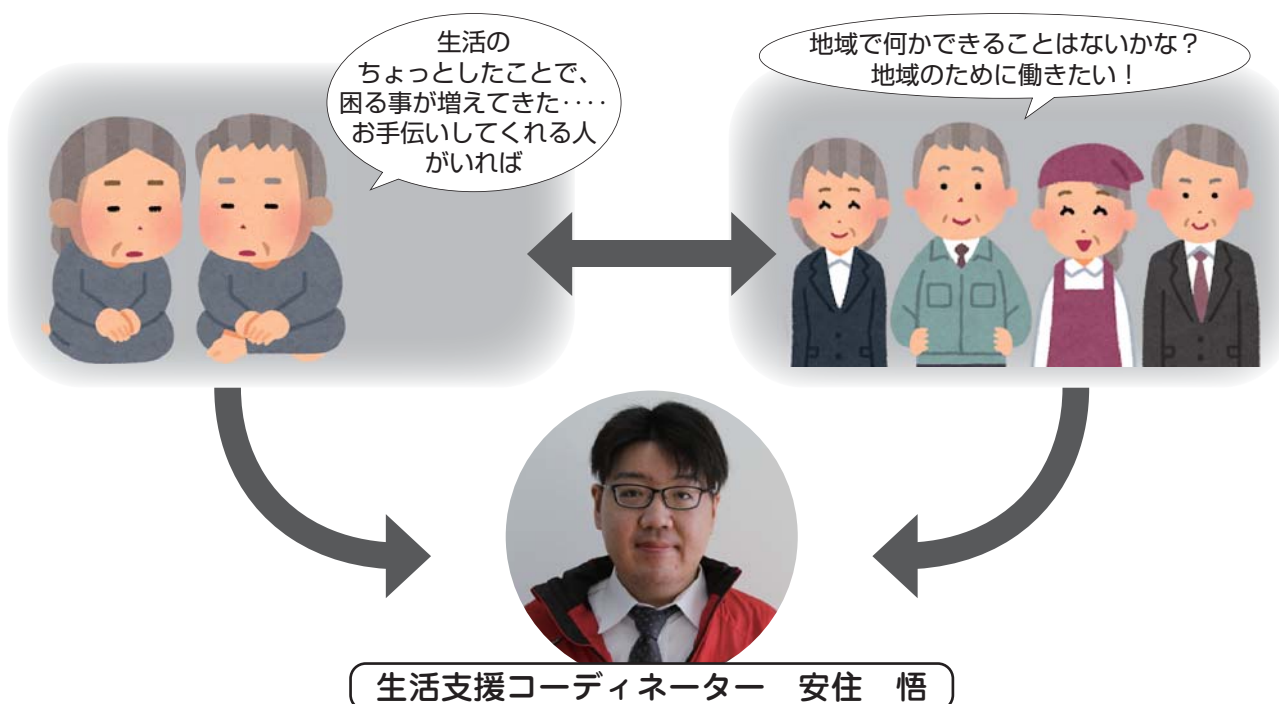 生活の
ちょっとしたことで、
困る事が増えてきた‥‥
お手伝いしてくれる人
がいれば
地域で何かできることはないかな？
地域のために働きたい！
生活支援コーディネーター　安住　悟